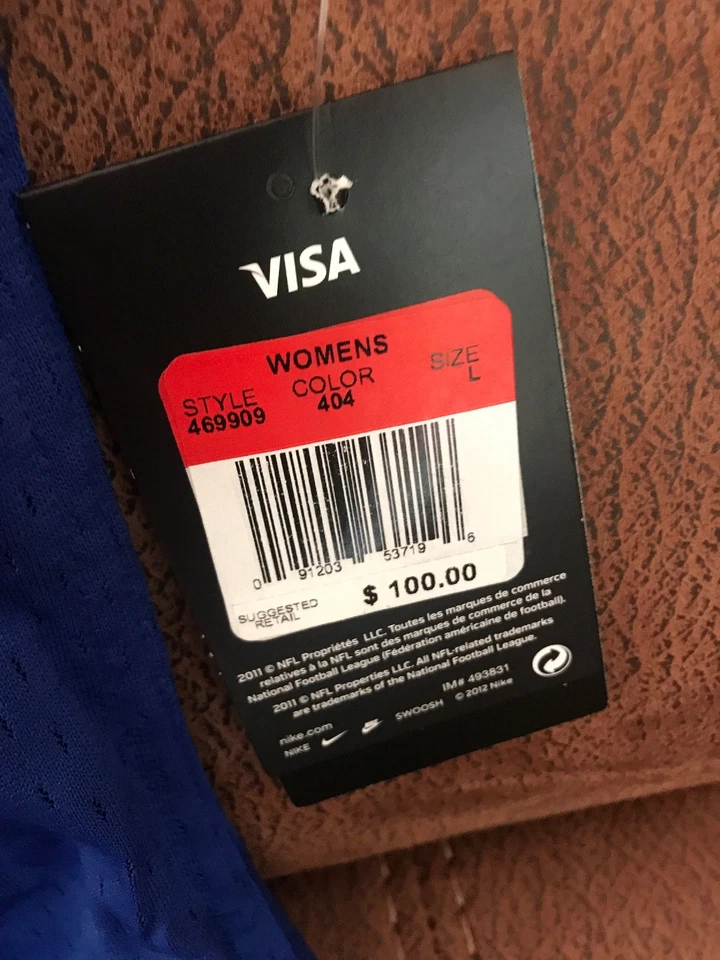 VISA
WOMENS
STYLE COLOR SIZE
469909 404 L
0 91203 53719 6
SUGGESTED
RETAIL
$ 100.00
2011 © NFL Propriétés LLC. Toutes les marques de commerce
relatives à la NFL sont des marques de commerce de la
National Football League (Fédération américaine de football).
2011 © NFL Properties LLC. All NFL-related trademarks
are trademarks of the National Football League.
IM# 493831
nike.com
NIKE SWOOSH © 2012 Nike